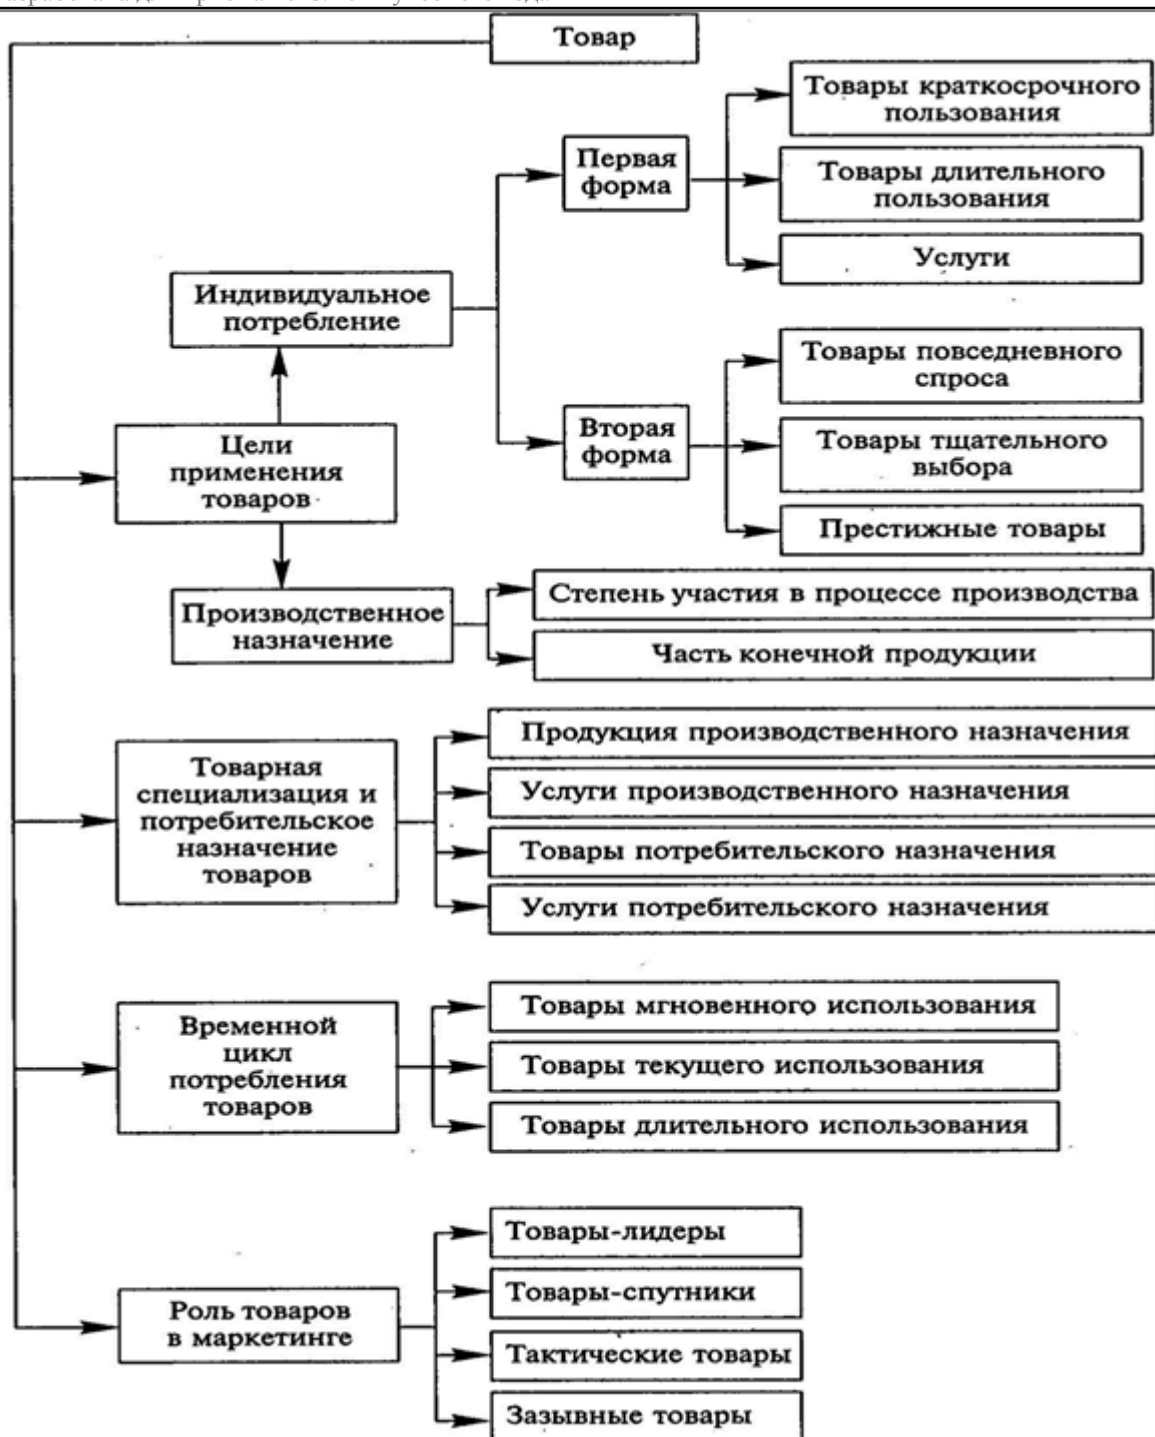 Товар
Товары краткосрочного
пользования
Первая
форма
Товары длительного
пользования
Услуги
Индивидуальное
потребление
Товары повседневного
спроса
Вторая
форма
Товары тщательного
выбора
Престижные товары
Цели
применения
товаров
Производственное
назначение
Степень участия в процессе производства
Часть конечной продукции
Товарная
специализация и
потребительское
назначение
товаров
Продукция производственного назначения
Услуги производственного назначения
Товары потребительского назначения
Услуги потребительского назначения
Временной
цикл
потребления
товаров
Товары мгновенного использования
Товары текущего использования
Товары длительного использования
Роль товаров
в маркетинге
Товары-лидеры
Товары-спутники
Тактические товары
Зазывные товары